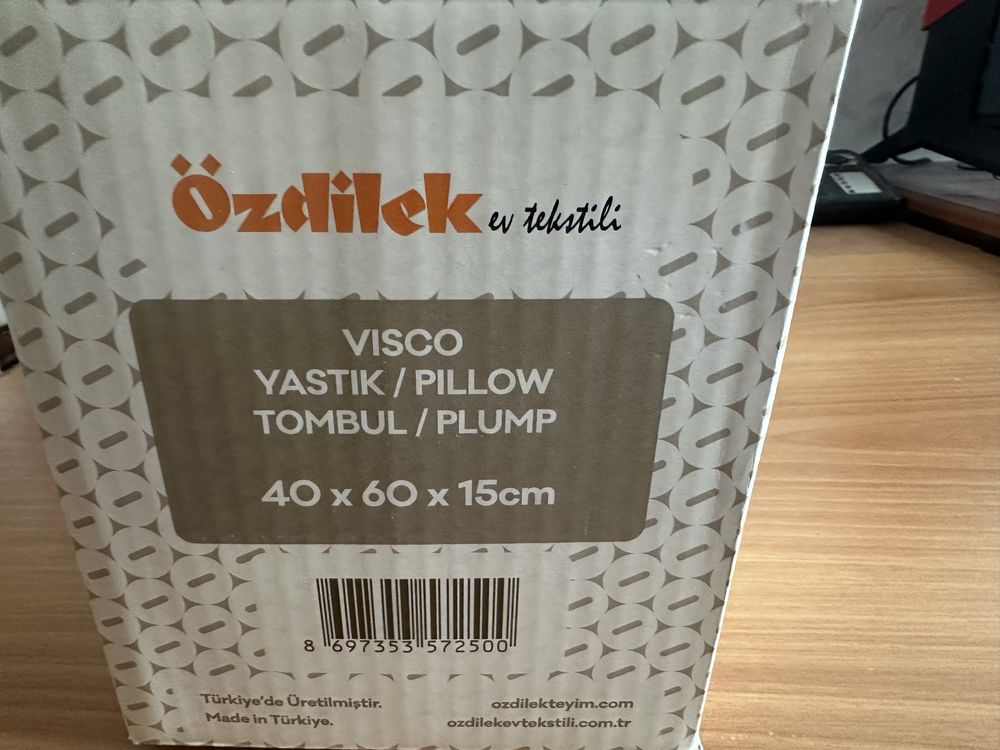 Özdilek ev tekstili
VISCO
YASTIK / PILLOW
TOMBUL / PLUMP
40 x 60 x 15cm
8 697353 572500
Türkiye'de Üretilmiştir.
Made in Türkiye.
ozdilekteyim.com
ozdilekevtekstili.com.tr